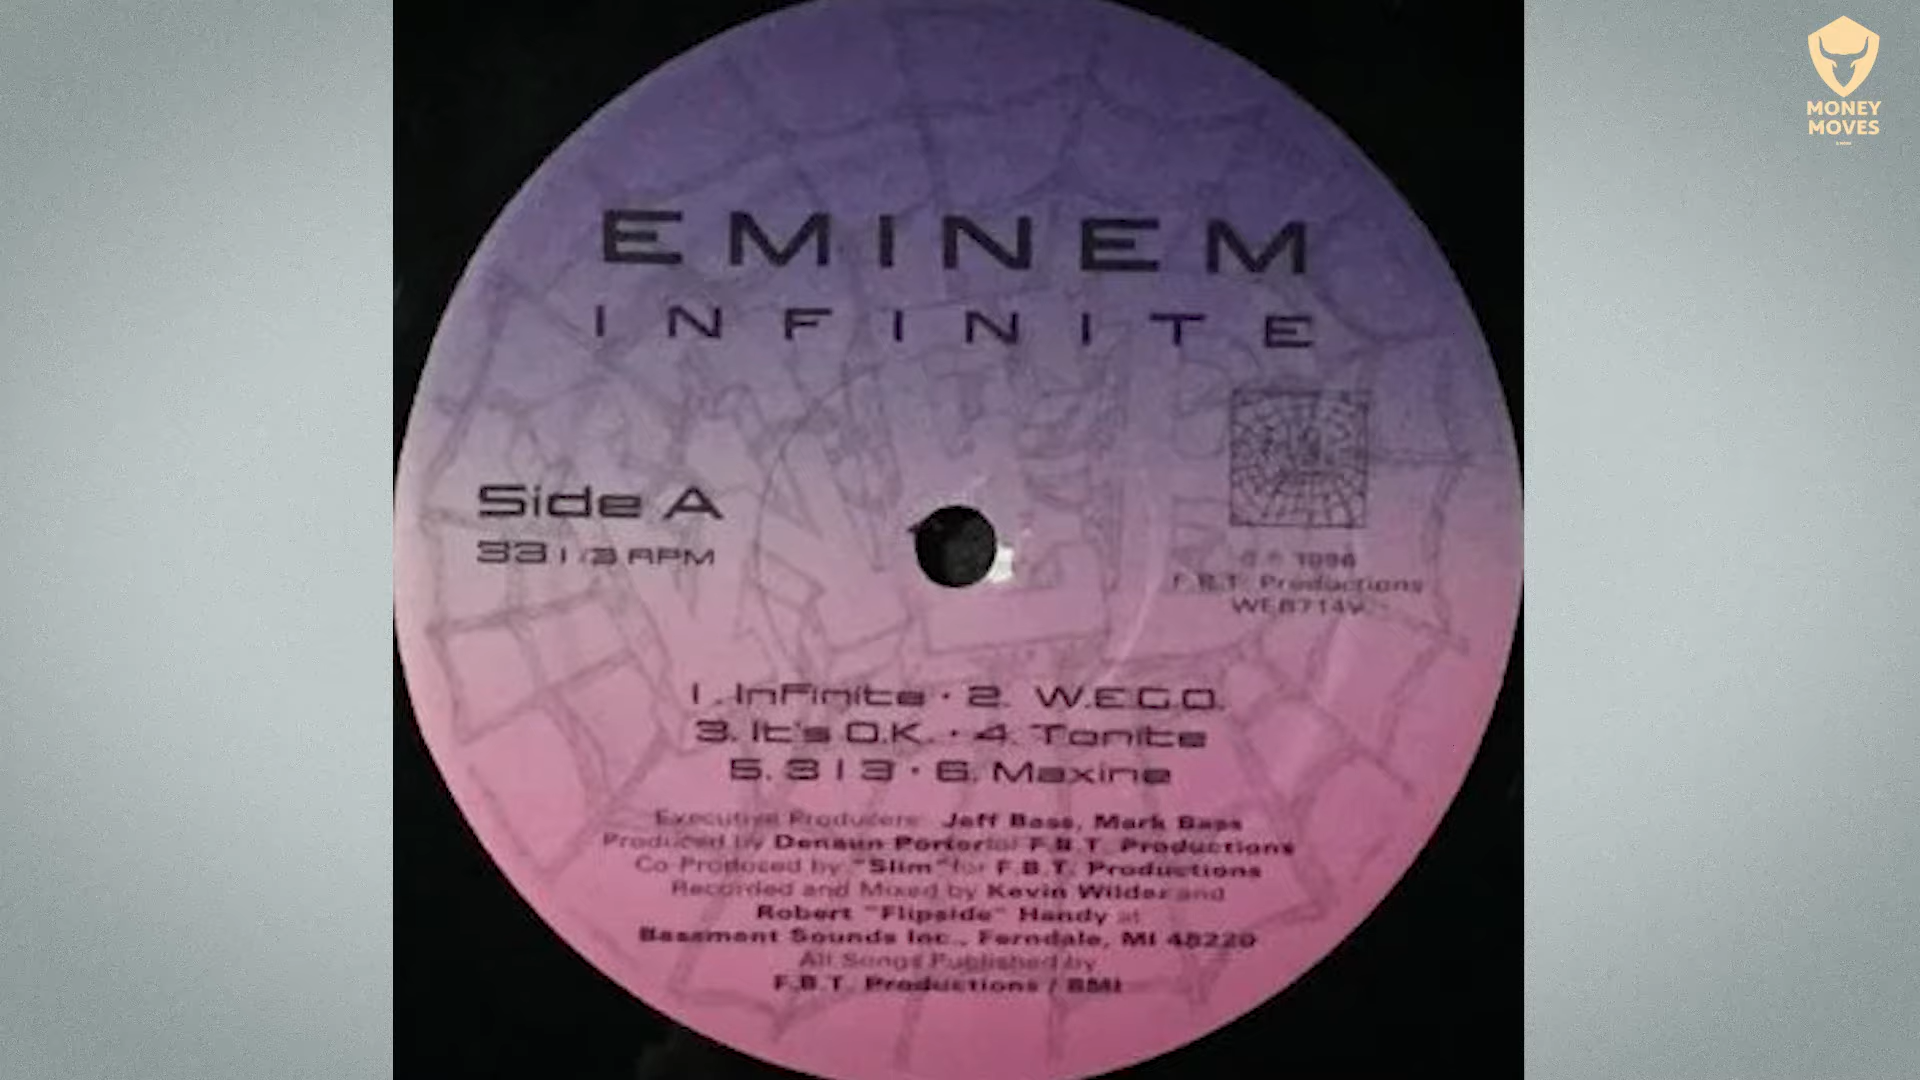 MONEY
MOVES
EMINEM
INFINITE
Side A
33 1/3 RPM
1996
F.B.T. Productions
WEB714V
1. Infinite • 2. W.E.G.O.
3. It's O.K. • 4. Tonite
5. 313 • 6. Maxine
Executive Producers: Jeff Bass, Mark Bass
Produced by Denaun Porter for F.B.T. Productions
Co-Produced by "Slim" for F.B.T. Productions
Recorded and Mixed by Kevin Wilder and
Robert "Flipside" Handy at
Bassmont Sounds Inc., Ferndale, MI 48220
All Songs Published by
F.B.T. Productions / BMI